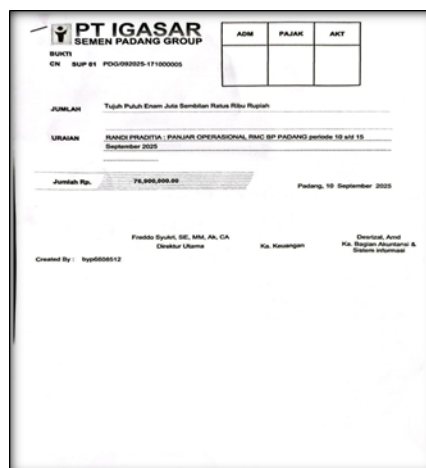 PT IGASAR
SEMEN PADANG GROUP
ADM PAJAK AKT
BUKTI
CN SUP 01 PDG/092025-171000005
JUMLAH Tujuh Puluh Enam Juta Sembilan Ratus Ribu Rupiah
URAIAN RANDI PRADITIA : PANJAR OPERASIONAL RMC BP PADANG periode 10 s/d 15
September 2025
Jumlah Rp. 76,900,000.00
Padang, 10 September 2025
Freddo Syukri, SE, MM, Ak, CA
Direktur Utama
Ka. Keuangan
Desrizal, Amd
Ka. Bagian Akuntansi &
Sistem informasi
Created By : byp6608512